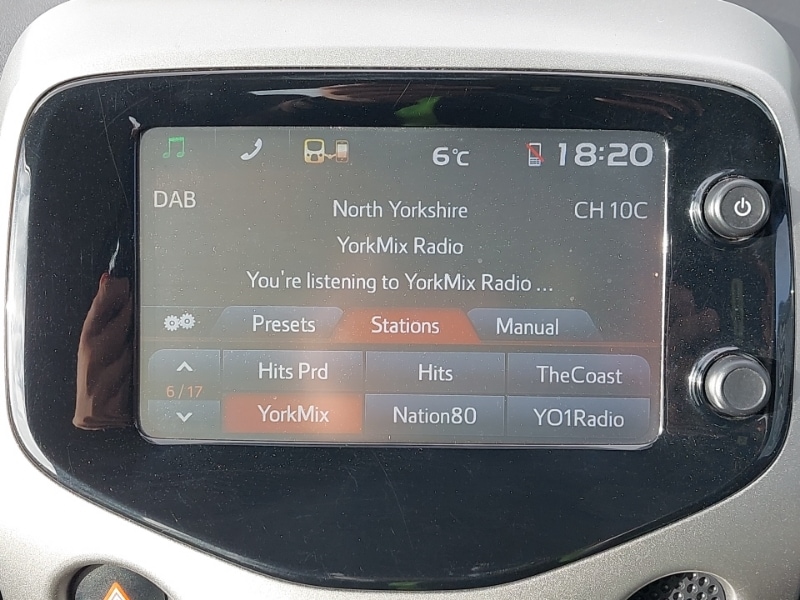 6°C 18:20
DAB North Yorkshire CH 10C
YorkMix Radio
You're listening to YorkMix Radio ...
Presets Stations Manual
Hits Prd Hits TheCoast
6/17
YorkMix Nation80 YO1Radio